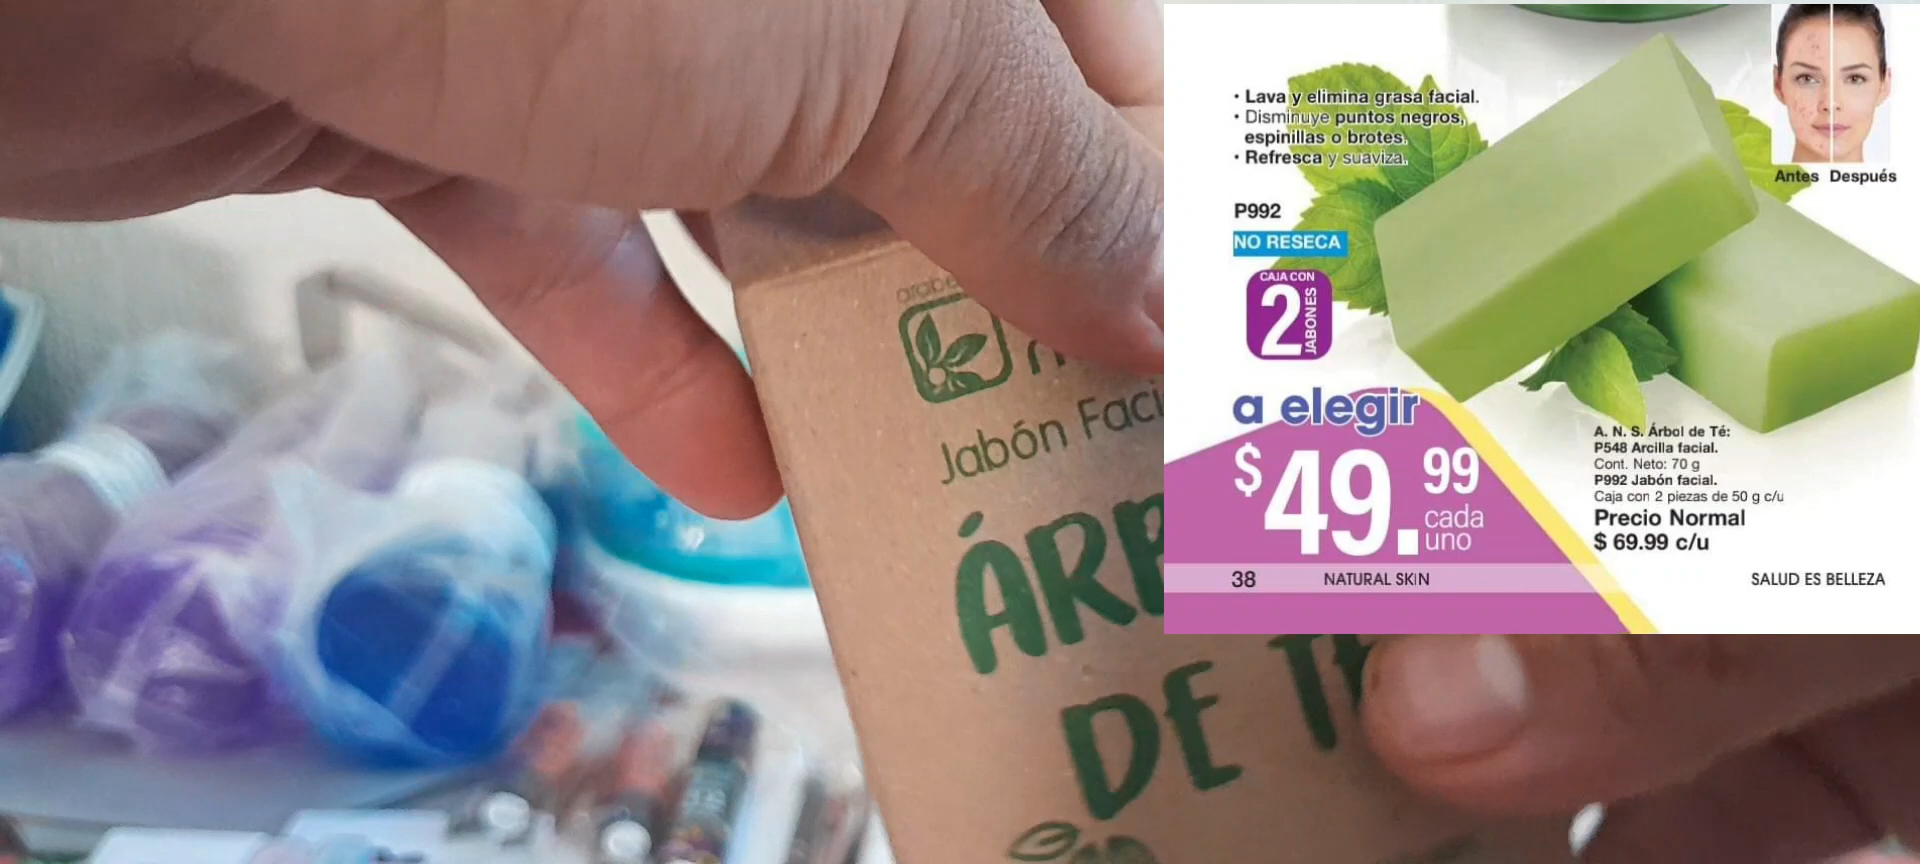 Jabón Faci
ÁRB
DE TÉ
• Lava y elimina grasa facial.
• Disminuye puntos negros,
espinillas o brotes.
• Refresca y suaviza.
Antes Después
P992
NO RESECA
CAJA CON
2
JABONES
a elegir
$49.99
cada
uno
A. N. S. Árbol de Té:
P548 Arcilla facial.
Cont. Neto: 70 g
P992 Jabón facial.
Caja con 2 piezas de 50 g c/u
Precio Normal
$ 69.99 c/u
38 NATURAL SKIN SALUD ES BELLEZA